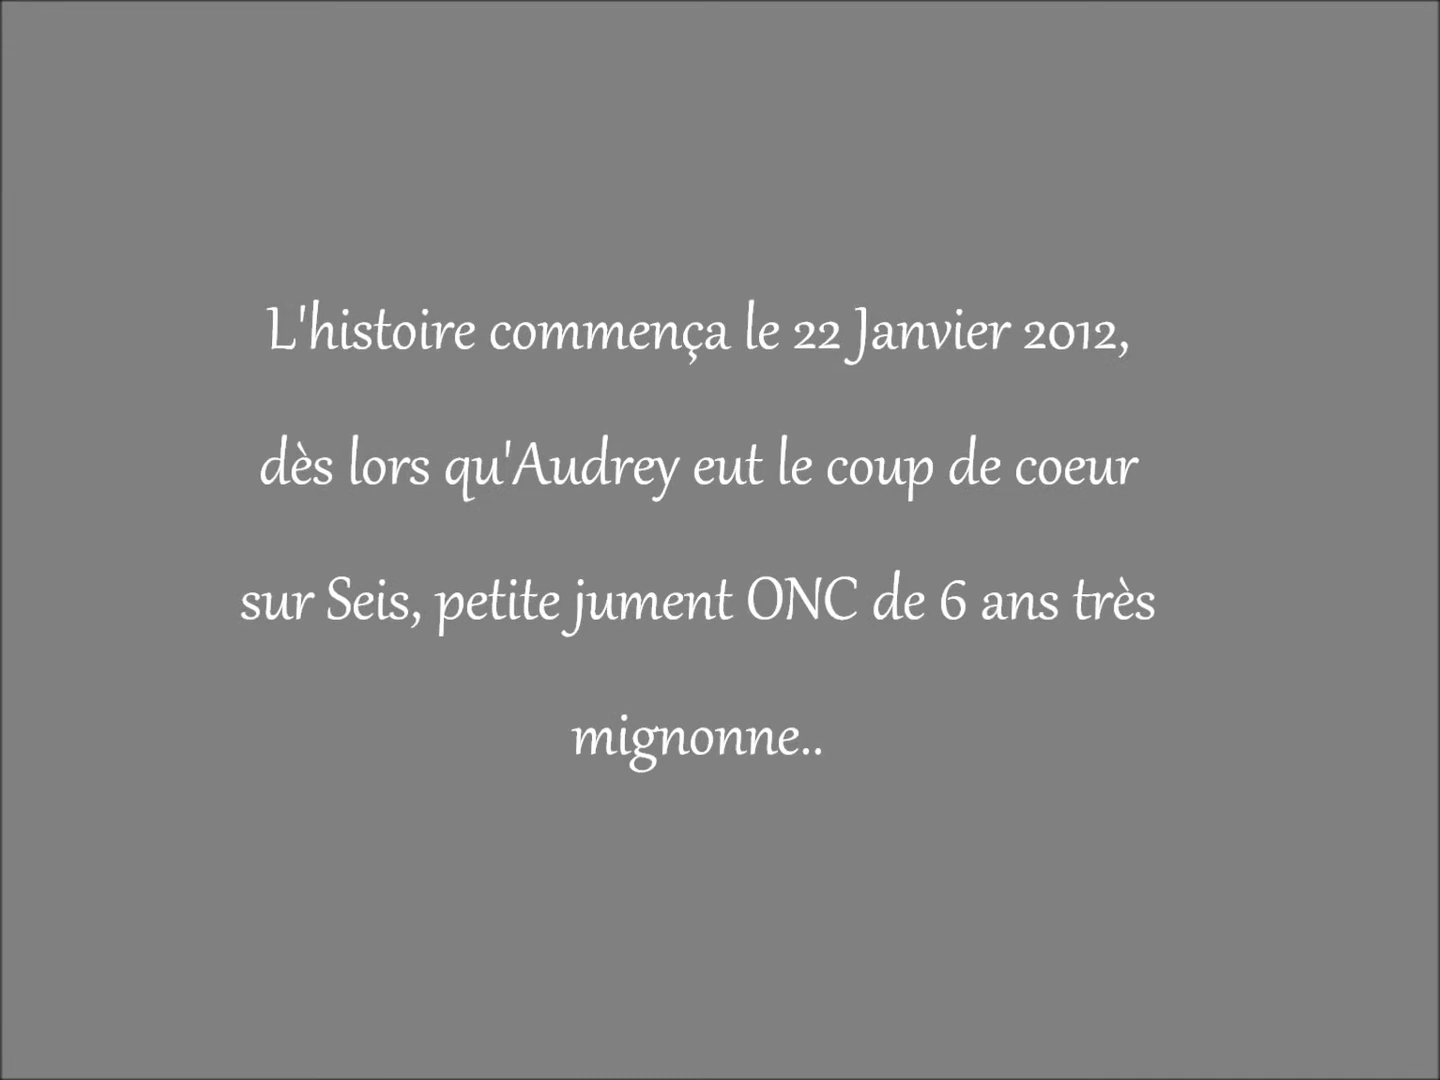 L'histoire commença le 22 Janvier 2012,
dès lors qu'Audrey eut le coup de coeur
sur Seis, petite jument ONC de 6 ans très
mignonne..